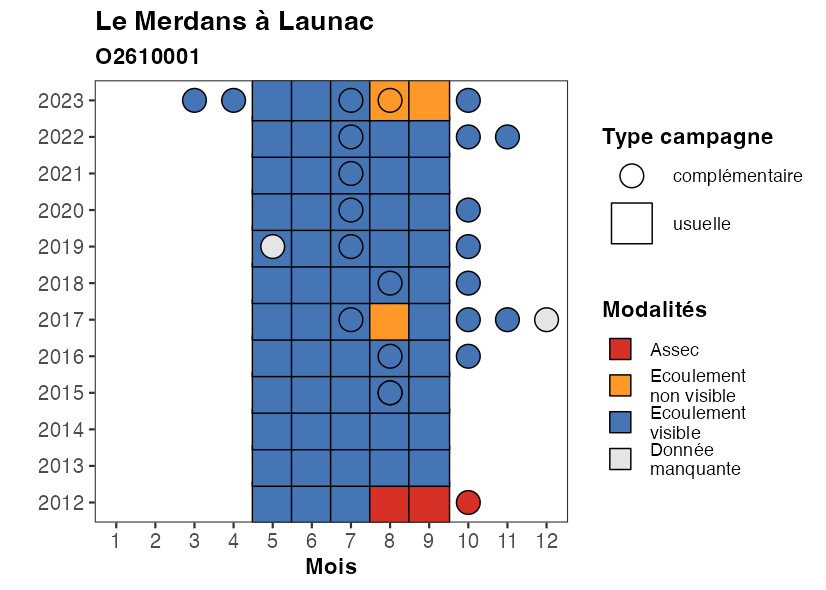 Le Merdans à Launac
O2610001
2023
2022
2021
2020
2019
2018
2017
2016
2015
2014
2013
2012
1 2 3 4 5 6 7 8 9 10 11 12
Mois
Type campagne
complémentaire
usuelle
Modalités
Assec
Ecoulement
non visible
Ecoulement
visible
Donnée
manquante